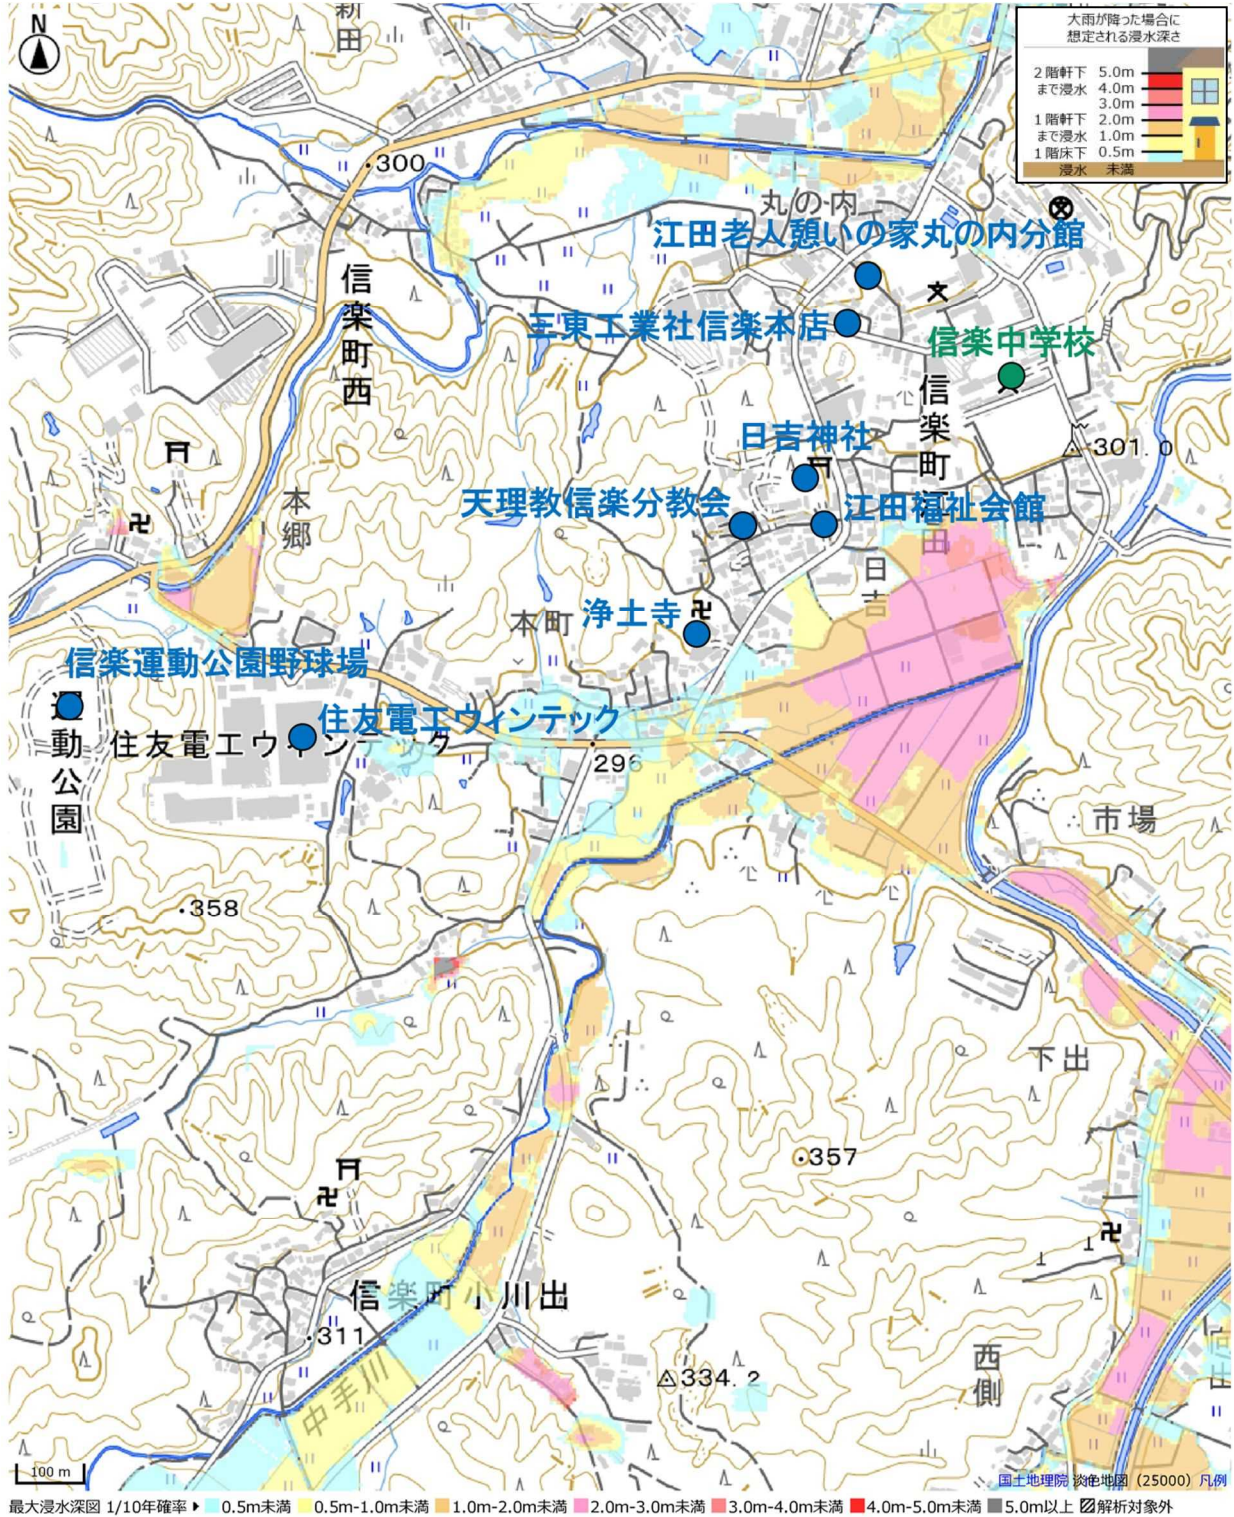 N
新田
大雨が降った場合に
想定される浸水深さ
2階軒下 5.0m
まで浸水 4.0m
3.0m
1階軒下 2.0m
まで浸水 1.0m
1階床下 0.5m
浸水 未満
300
丸の内
江田老人憩いの家丸の内分館
信楽町西
三東工業社信楽本店
信楽中学校
信楽町江田
301.0
日吉神社
天理教信楽分教会
江田福祉会館
本郷
日吉
本町
浄土寺
信楽運動公園野球場
運動公園
住友電工ウィンテック
住友電工ウィンテック
296
市場
358
下出
357
信楽町小川出
311
中手川
334.2
西側
100 m
国土地理院 淡色地図(25000) 凡例
最大浸水深図 1/10年確率 ▶ 0.5m未満 0.5m-1.0m未満 1.0m-2.0m未満 2.0m-3.0m未満 3.0m-4.0m未満 4.0m-5.0m未満 5.0m以上 解析対象外